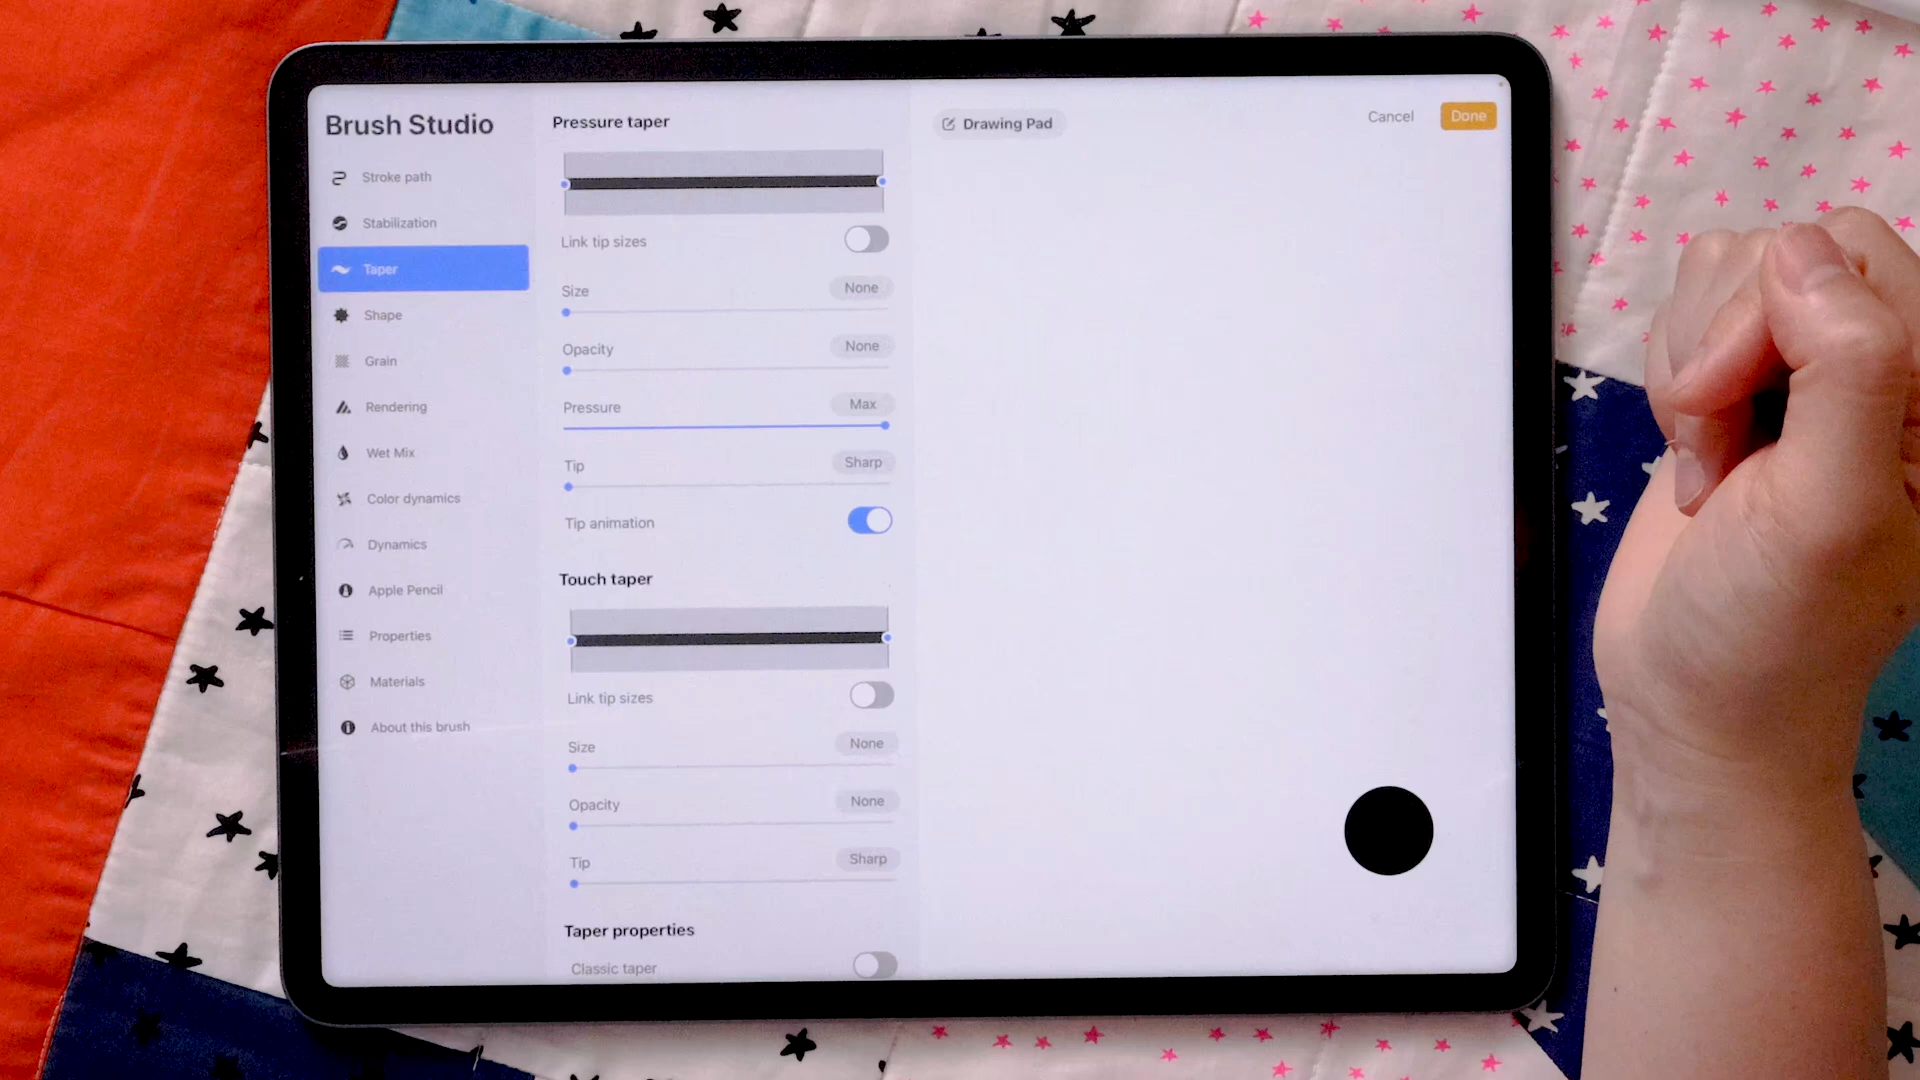 Brush Studio
Stroke path
Stabilization
Taper
Shape
Grain
Rendering
Wet Mix
Color dynamics
Dynamics
Apple Pencil
Properties
Materials
About this brush
Pressure taper
Link tip sizes
Size None
Opacity None
Pressure Max
Tip Sharp
Tip animation
Touch taper
Link tip sizes
Size None
Opacity None
Tip Sharp
Taper properties
Classic taper
Drawing Pad
Cancel
Done